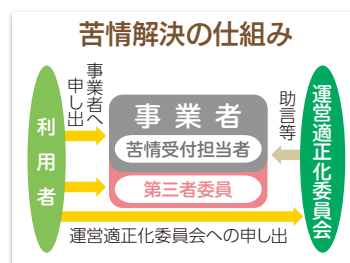 苦情解決の仕組み
事業者へ
申し出
利用者
事業者
苦情受付担当者
第三者委員
助言等
運営適正化委員会
運営適正化委員会への申し出